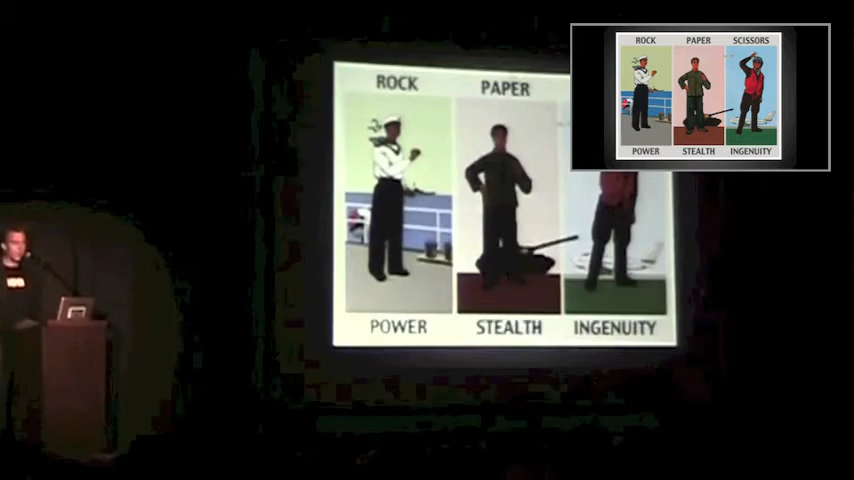 ROCK PAPER
POWER STEALTH INGENUITY
ROCK PAPER SCISSORS
POWER STEALTH INGENUITY